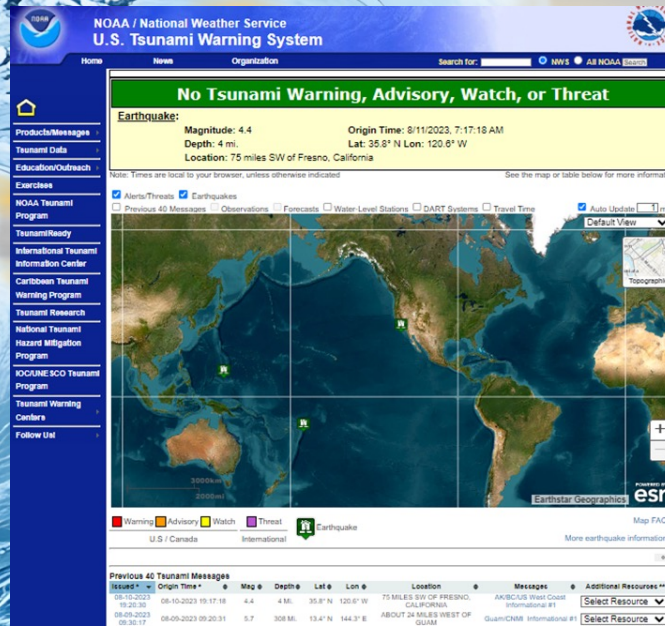 NOAA
NOAA / National Weather Service
U.S. Tsunami Warning System
Home News Organization Search for: NWS All NOAA Search
No Tsunami Warning, Advisory, Watch, or Threat
Earthquake:
Magnitude: 4.4 Origin Time: 8/11/2023, 7:17:18 AM
Depth: 4 mi. Lat: 35.8° N Lon: 120.6° W
Location: 75 miles SW of Fresno, California
Note: Times are local to your browser, unless otherwise indicated See the map or table below for more informat
Products/Messages
Tsunami Data
Education/Outreach
Exercises
NOAA Tsunami
Program
TsunamiReady
International Tsunami
Information Center
Caribbean Tsunami
Warning Program
Tsunami Research
National Tsunami
Hazard Mitigation
Program
IOC/UNESCO Tsunami
Program
Tsunami Warning
Centers
Follow Us!
Alerts/Threats Earthquakes
Previous 40 Messages Observations Forecasts Water-Level Stations DART Systems Travel Time Auto Update 1 m
Default View
Topographic
3000km
2000mi
+
Earthstar Geographics
POWERED BY
esri
Warning Advisory Watch Threat Earthquake
U.S / Canada International
Map FAQ
More earthquake information
Previous 40 Tsunami Messages
Issued * Origin Time * Mag Depth Lat Lon Location Messages Additional Resources **
08-10-2023 19:20:30 08-10-2023 19:17:18 4.4 4 MI. 35.8° N 120.6° W 75 MILES SW OF FRESNO, CALIFORNIA AK/BC/US West Coast Informational #1 Select Resource
08-09-2023 09:30:17 08-09-2023 09:20:31 5.7 308 MI. 13.4° N 144.3° E ABOUT 24 MILES WEST OF GUAM Guam/CNMI Informational #1 Select Resource